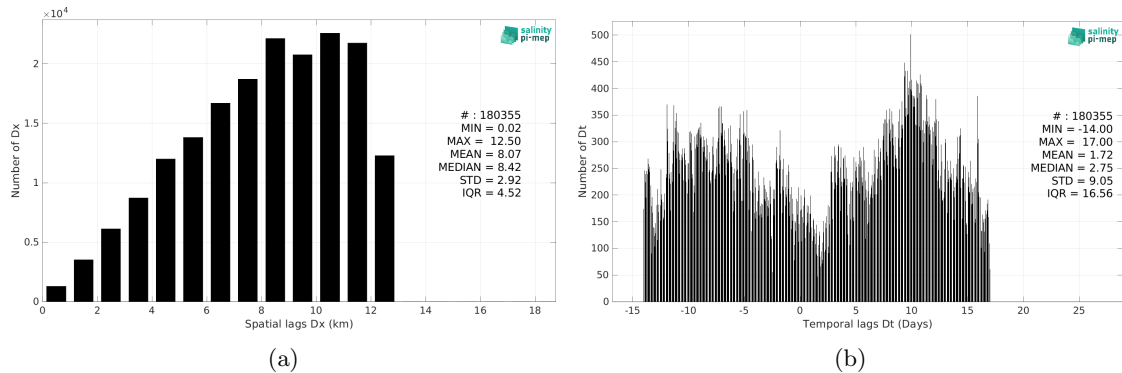 ×10^4
salinity
pi-mep
2
1.5
1
0.5
0
Number of Dx
# : 180355
MIN = 0.02
MAX = 12.50
MEAN = 8.07
MEDIAN = 8.42
STD = 2.92
IQR = 4.52
0 2 4 6 8 10 12 14 16 18
Spatial lags Dx (km)
(a)
salinity
pi-mep
500
450
400
350
300
250
200
150
100
50
0
Number of Dt
# : 180355
MIN = -14.00
MAX = 17.00
MEAN = 1.72
MEDIAN = 2.75
STD = 9.05
IQR = 16.56
-15 -10 -5 0 5 10 15 20 25
Temporal lags Dt (Days)
(b)